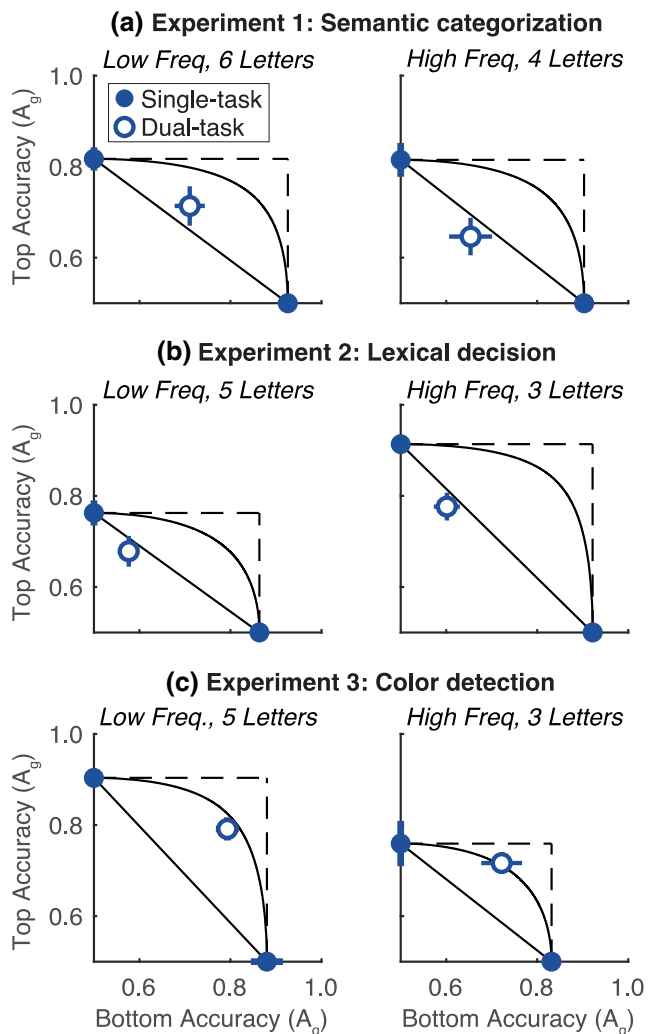 (a) Experiment 1: Semantic categorization
Low Freq, 6 Letters
High Freq, 4 Letters
Single-task
Dual-task
Top Accuracy (Ag)
1.0
0.8
0.6
(b) Experiment 2: Lexical decision
Low Freq, 5 Letters
High Freq, 3 Letters
Top Accuracy (Ag)
1.0
0.8
0.6
(c) Experiment 3: Color detection
Low Freq., 5 Letters
High Freq, 3 Letters
Top Accuracy (Ag)
1.0
0.8
0.6
0.6 0.8 1.0
0.6 0.8 1.0
Bottom Accuracy (Ag)
Bottom Accuracy (Ag)